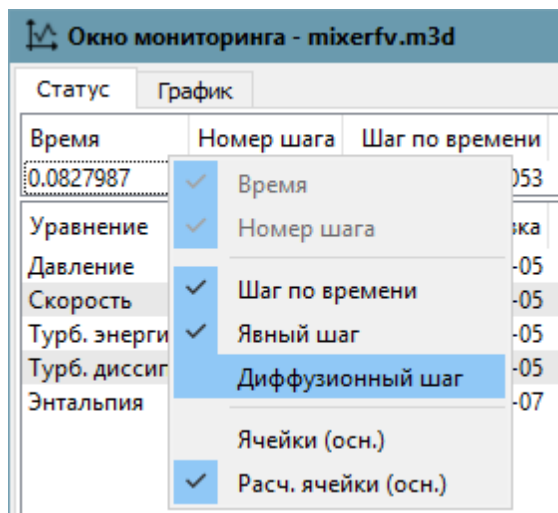 Окно мониторинга - mixerfv.m3d
Статус График
Время Номер шага Шаг по времени
0.0827987
Время
Номер шага
Шаг по времени
Явный шаг
Диффузионный шаг
Ячейки (осн.)
Расч. ячейки (осн.)
053
Уравнение
Давление -05
Скорость -05
Турб. энерги -05
Турб. диссиг -05
Энтальпия -07